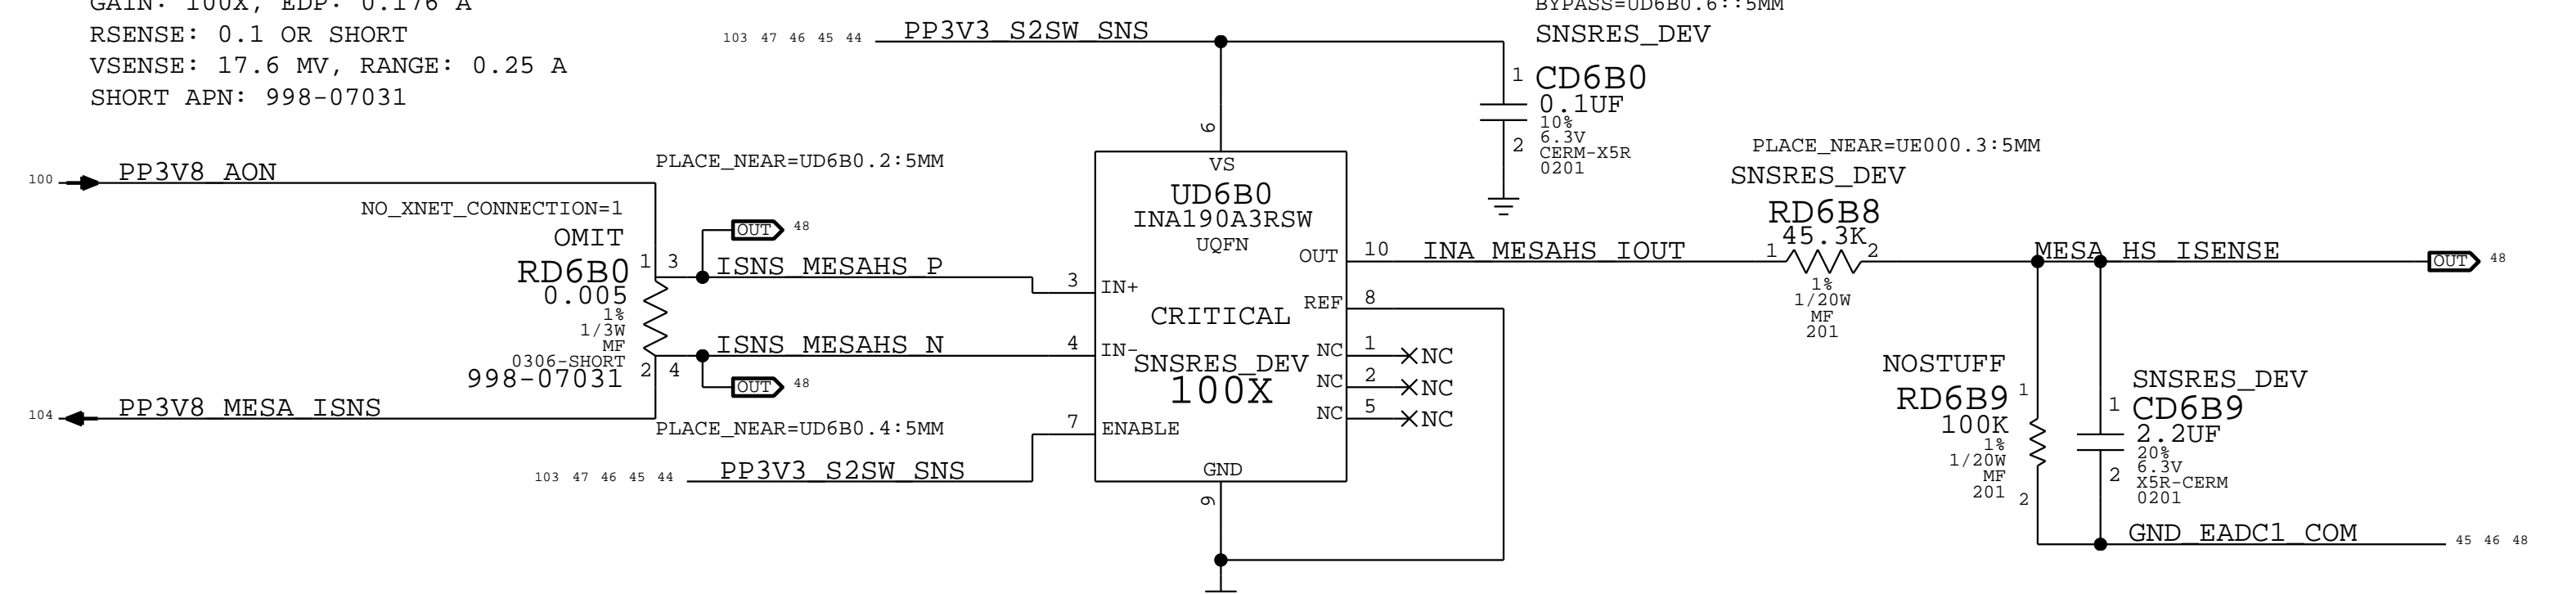 GAIN: 100X, EDP: 0.176 A
RSENSE: 0.1 OR SHORT
VSENSE: 17.6 MV, RANGE: 0.25 A
SHORT APN: 998-07031
103 47 46 45 44 PP3V3_S2SW_SNS
BYPASS=UD6B0.6::5MM
SNSRES_DEV
1 CD6B0
0.1UF
10%
6.3V
2 CERM-X5R
0201
100 PP3V8_AON
PLACE_NEAR=UD6B0.2:5MM
NO_XNET_CONNECTION=1
OMIT
RD6B0
0.005
1%
1/3W
MF
0306-SHORT
998-07031
1 3
2 4
OUT 48
ISNS_MESAHS_P
ISNS_MESAHS_N
OUT 48
104 PP3V8_MESA_ISNS
PLACE_NEAR=UD6B0.4:5MM
103 47 46 45 44 PP3V3_S2SW_SNS
6
VS
UD6B0
INA190A3RSW
UQFN
3 IN+
4 IN-
7 ENABLE
CRITICAL
SNSRES_DEV
100X
GND
9
OUT 10 INA_MESAHS_IOUT
REF 8
NC 1 NC
NC 2 NC
NC 5 NC
PLACE_NEAR=UE000.3:5MM
SNSRES_DEV
RD6B8
45.3K
1 2
1%
1/20W
MF
201
MESA_HS_ISENSE
OUT 48
NOSTUFF
RD6B9 1
100K
1%
1/20W
MF
201 2
SNSRES_DEV
1 CD6B9
2.2UF
20%
6.3V
2 X5R-CERM
0201
GND_EADC1_COM 45 46 48